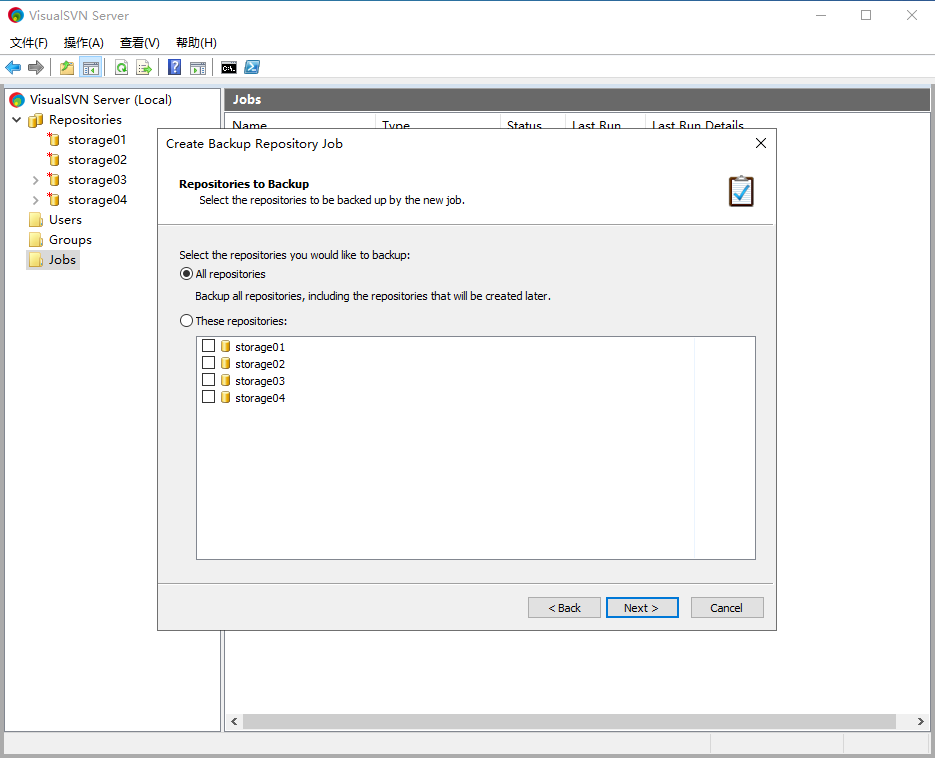 VisualSVN Server
文件(F) 操作(A) 查看(V) 帮助(H)
VisualSVN Server (Local)
Repositories
storage01
storage02
storage03
storage04
Users
Groups
Jobs
Jobs
Name Type Status Last Run Last Run Details
Create Backup Repository Job
Repositories to Backup
Select the repositories to be backed up by the new job.
Select the repositories you would like to backup:
All repositories
Backup all repositories, including the repositories that will be created later.
These repositories:
storage01
storage02
storage03
storage04
< Back Next > Cancel